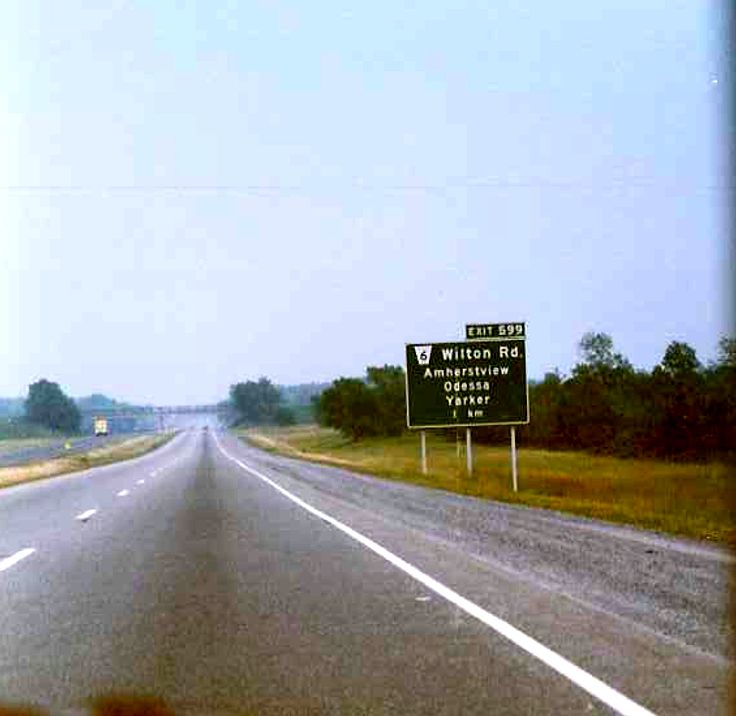 EXIT 599
6 Wilton Rd.
Amherstview
Odessa
Yarker
1 km